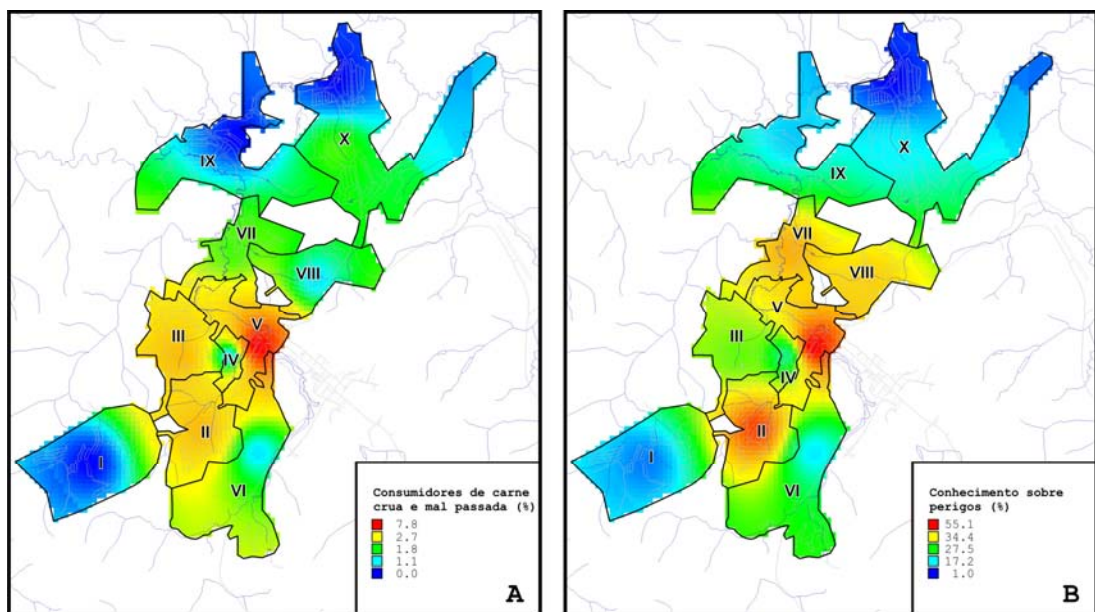 X
IX
VII
VIII
V
III
IV
II
I
VI
Consumidores de carne
crua e mal passada (%)
7.8
2.7
1.8
1.1
0.0
A
X
IX
VII
VIII
V
III
IV
II
I
VI
Conhecimento sobre
perigos (%)
55.1
34.4
27.5
17.2
1.0
B